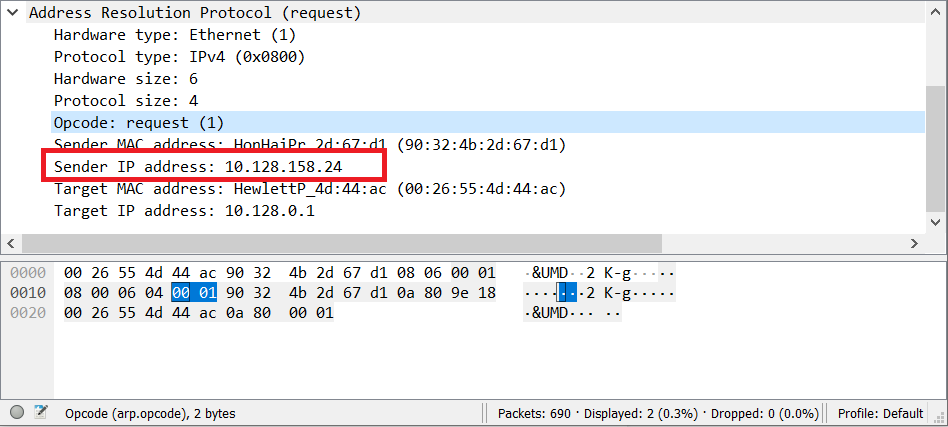 Address Resolution Protocol (request)
Hardware type: Ethernet (1)
Protocol type: IPv4 (0x0800)
Hardware size: 6
Protocol size: 4
Opcode: request (1)
Sender MAC address: HonHaiPr_2d:67:d1 (90:32:4b:2d:67:d1)
Sender IP address: 10.128.158.24
Target MAC address: HewlettP_4d:44:ac (00:26:55:4d:44:ac)
Target IP address: 10.128.0.1
0000 00 26 55 4d 44 ac 90 32 4b 2d 67 d1 08 06 00 01 ·&UMD··2 K-g·····
0010 08 00 06 04 00 01 90 32 4b 2d 67 d1 0a 80 9e 18 ·······2 K-g·····
0020 00 26 55 4d 44 ac 0a 80 00 01 ·&UMD··· ··
Opcode (arp.opcode), 2 bytes Packets: 690 · Displayed: 2 (0.3%) · Dropped: 0 (0.0%) Profile: Default